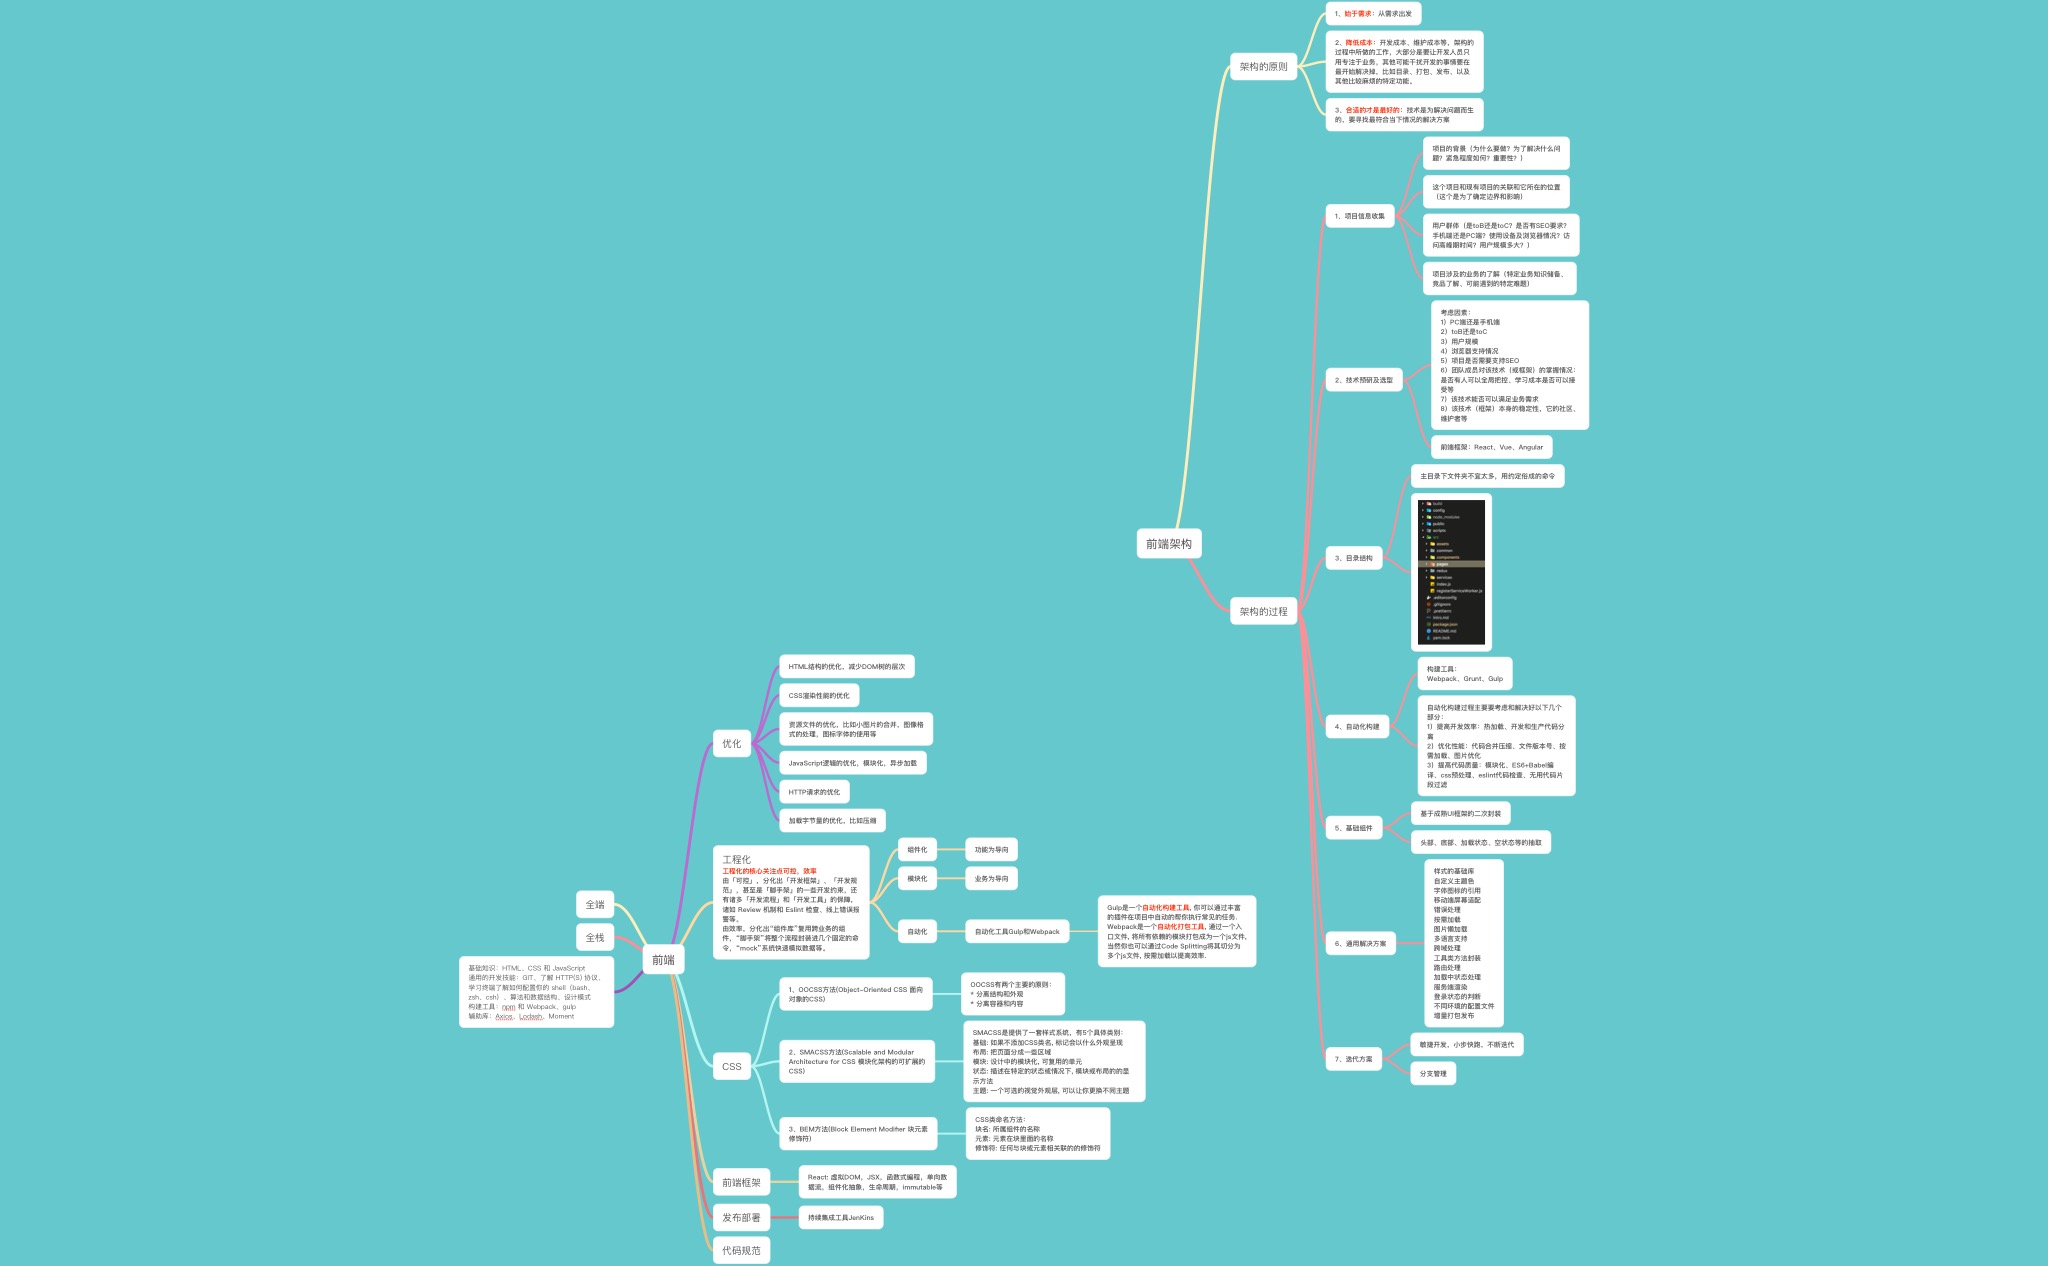 前端架构
架构的原则
1、始于需求：从需求出发
2、降低成本：开发成本、维护成本等，架构的
过程中所做的工作，大部分是要让开发人员只
用专注于业务，其他可能干扰开发的事情要在
最开始解决掉。比如目录、打包、发布、以及
其他比较麻烦的特定功能。
3、合适的才是最好的：技术是为解决问题而生
的，要寻找最符合当下情况的解决方案
架构的过程
1、项目信息收集
项目的背景（为什么要做？为了解决什么问
题？紧急程度如何？重要性？）
这个项目和现有项目的关联和它所在的位置
（这个是为了确定边界和影响）
用户群体（是toB还是toC？是否有SEO要求？
手机端还是PC端？使用设备及浏览器情况？访
问高峰期时间？用户规模多大？）
项目涉及的业务的了解（特定业务知识储备、
竞品了解、可能遇到的特定难题）
2、技术预研及选型
考虑因素：
1）PC端还是手机端
2）toB还是toC
3）用户规模
4）浏览器支持情况
5）项目是否需要支持SEO
6）团队成员对该技术（或框架）的掌握情况：
是否有人可以全局把控、学习成本是否可以接
受等
7）该技术能否可以满足业务需求
8）该技术（框架）本身的稳定性，它的社区、
维护者等
前端框架：React、Vue、Angular
3、目录结构
主目录下文件夹不宜太多，用约定俗成的命令
build
config
node_modules
public
scripts
src
assets
common
components
pages
redux
services
index.js
registerServiceWorker.js
.editorconfig
.gitignore
.prettierrc
intro.md
package.json
README.md
yarn.lock
4、自动化构建
构建工具：
Webpack、Grunt、Gulp
自动化构建过程主要要考虑和解决好以下几个
部分：
1）提高开发效率：热加载、开发和生产代码分
离
2）优化性能：代码合并压缩、文件版本号、按
需加载、图片优化
3）提高代码质量：模块化、ES6+Babel编
译、css预处理、eslint代码检查、无用代码片
段过滤
5、基础组件
基于成熟UI框架的二次封装
头部、底部、加载状态、空状态等的抽取
6、通用解决方案
样式的基础库
自定义主题色
字体图标的引用
移动端屏幕适配
错误处理
按需加载
图片懒加载
多语言支持
跨域处理
工具类方法封装
路由处理
加载中状态处理
服务端渲染
登录状态的判断
不同环境的配置文件
增量打包发布
7、迭代方案
敏捷开发，小步快跑，不断迭代
分支管理
前端
全端
全栈
基础知识：HTML、CSS 和 JavaScript
通用的开发技能：GIT、了解 HTTP(S) 协议、
学习终端了解如何配置你的 shell（bash、
zsh、csh）、算法和数据结构、设计模式
构建工具：npm 和 Webpack、gulp
辅助库：Axios、Lodash、Moment
优化
HTML结构的优化，减少DOM树的层次
CSS渲染性能的优化
资源文件的优化，比如小图片的合并、图像格
式的处理、图标字体的使用等
JavaScript逻辑的优化，模块化，异步加载
HTTP请求的优化
加载字节量的优化，比如压缩
工程化
工程化的核心关注点可控、效率
由「可控」，分化出「开发框架」、「开发规
范」，甚至是「脚手架」的一些开发约束，还
有诸多「开发流程」和「开发工具」的保障，
诸如 Review 机制和 Eslint 检查、线上错误报
警等。
由效率，分化出“组件库”复用跨业务的组
件，“脚手架”将整个流程封装进几个固定的命
令，“mock”系统快速模拟数据等。
组件化
功能为导向
模块化
业务为导向
自动化
自动化工具Gulp和Webpack
Gulp是一个自动化构建工具, 你可以通过丰富
的插件在项目中自动的帮你执行常见的任务.
Webpack是一个自动化打包工具, 通过一个入
口文件, 将所有依赖的模块打包成为一个js文件,
当然你也可以通过Code Splitting将其切分为
多个js文件, 按需加载以提高效率.
CSS
1、OOCSS方法(Object-Oriented CSS 面向
对象的CSS)
OOCSS有两个主要的原则：
* 分离结构和外观
* 分离容器和内容
2、SMACSS方法(Scalable and Modular
Architecture for CSS 模块化架构的可扩展的
CSS)
SMACSS是提供了一套样式系统，有5个具体类别：
基础: 如果不添加CSS类名, 标记会以什么外观呈现
布局: 把页面分成一些区域
模块: 设计中的模块化, 可复用的单元
状态: 描述在特定的状态或情况下, 模块或布局的的显
示方法
主题: 一个可选的视觉外观层, 可以让你更换不同主题
3、BEM方法(Block Element Modifier 块元素
修饰符)
CSS类命名方法：
块名: 所属组件的名称
元素: 元素在块里面的名称
修饰符: 任何与块或元素相关联的的修饰符
前端框架
React: 虚拟DOM，JSX，函数式编程，单向数
据流，组件化抽象，生命周期，immutable等
发布部署
持续集成工具JenKins
代码规范